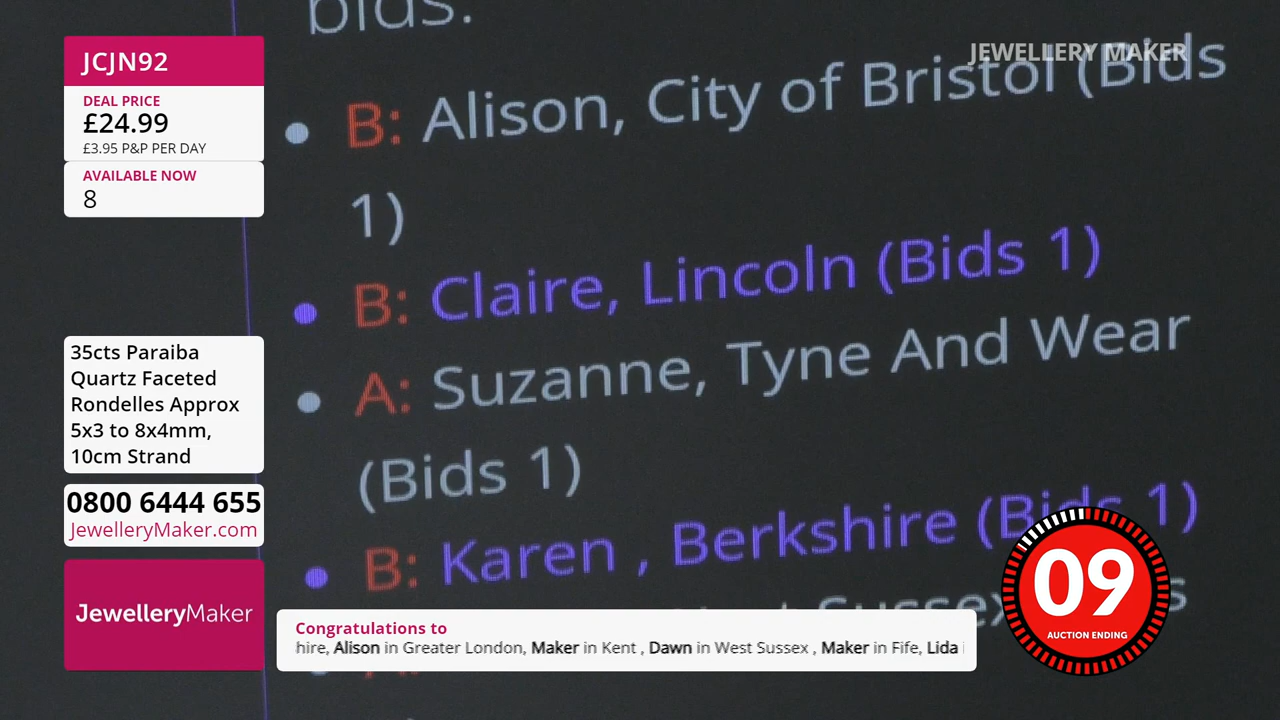 bids.
JEWELLERY MAKER
B: Alison, City of Bristol (Bids
1)
B: Claire, Lincoln (Bids 1)
A: Suzanne, Tyne And Wear
(Bids 1)
B: Karen , Berkshire (Bids 1)
Sussex
JCJN92
DEAL PRICE
£24.99
£3.95 P&P PER DAY
AVAILABLE NOW
8
35cts Paraiba
Quartz Faceted
Rondelles Approx
5x3 to 8x4mm,
10cm Strand
0800 6444 655
JewelleryMaker.com
JewelleryMaker
Congratulations to
hire, Alison in Greater London, Maker in Kent , Dawn in West Sussex , Maker in Fife, Lida
09
AUCTION ENDING